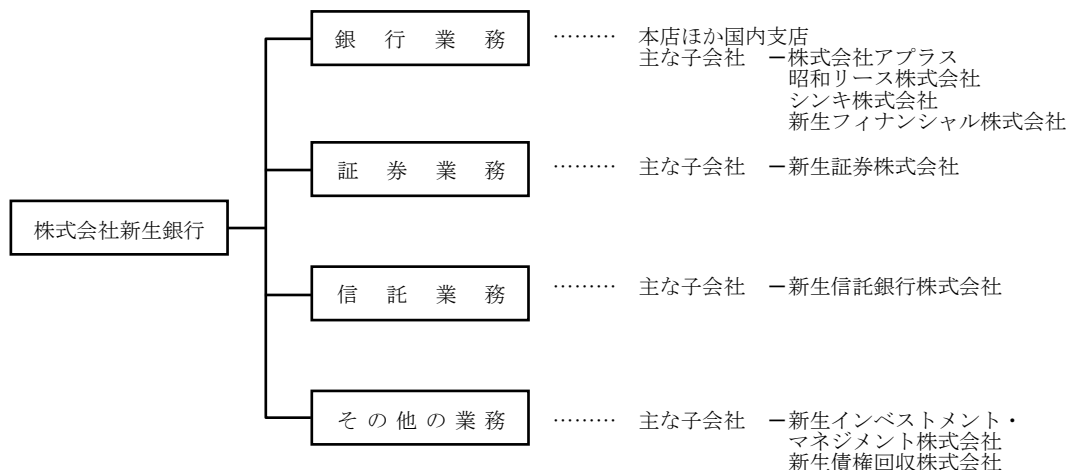 銀行業務 ……… 本店ほか国内支店
主な子会社 －株式会社アプラス
昭和リース株式会社
シンキ株式会社
新生フィナンシャル株式会社
証券業務 ……… 主な子会社 －新生証券株式会社
株式会社新生銀行
信託業務 ……… 主な子会社 －新生信託銀行株式会社
その他の業務 ……… 主な子会社 －新生インベストメント・
マネジメント株式会社
新生債権回収株式会社